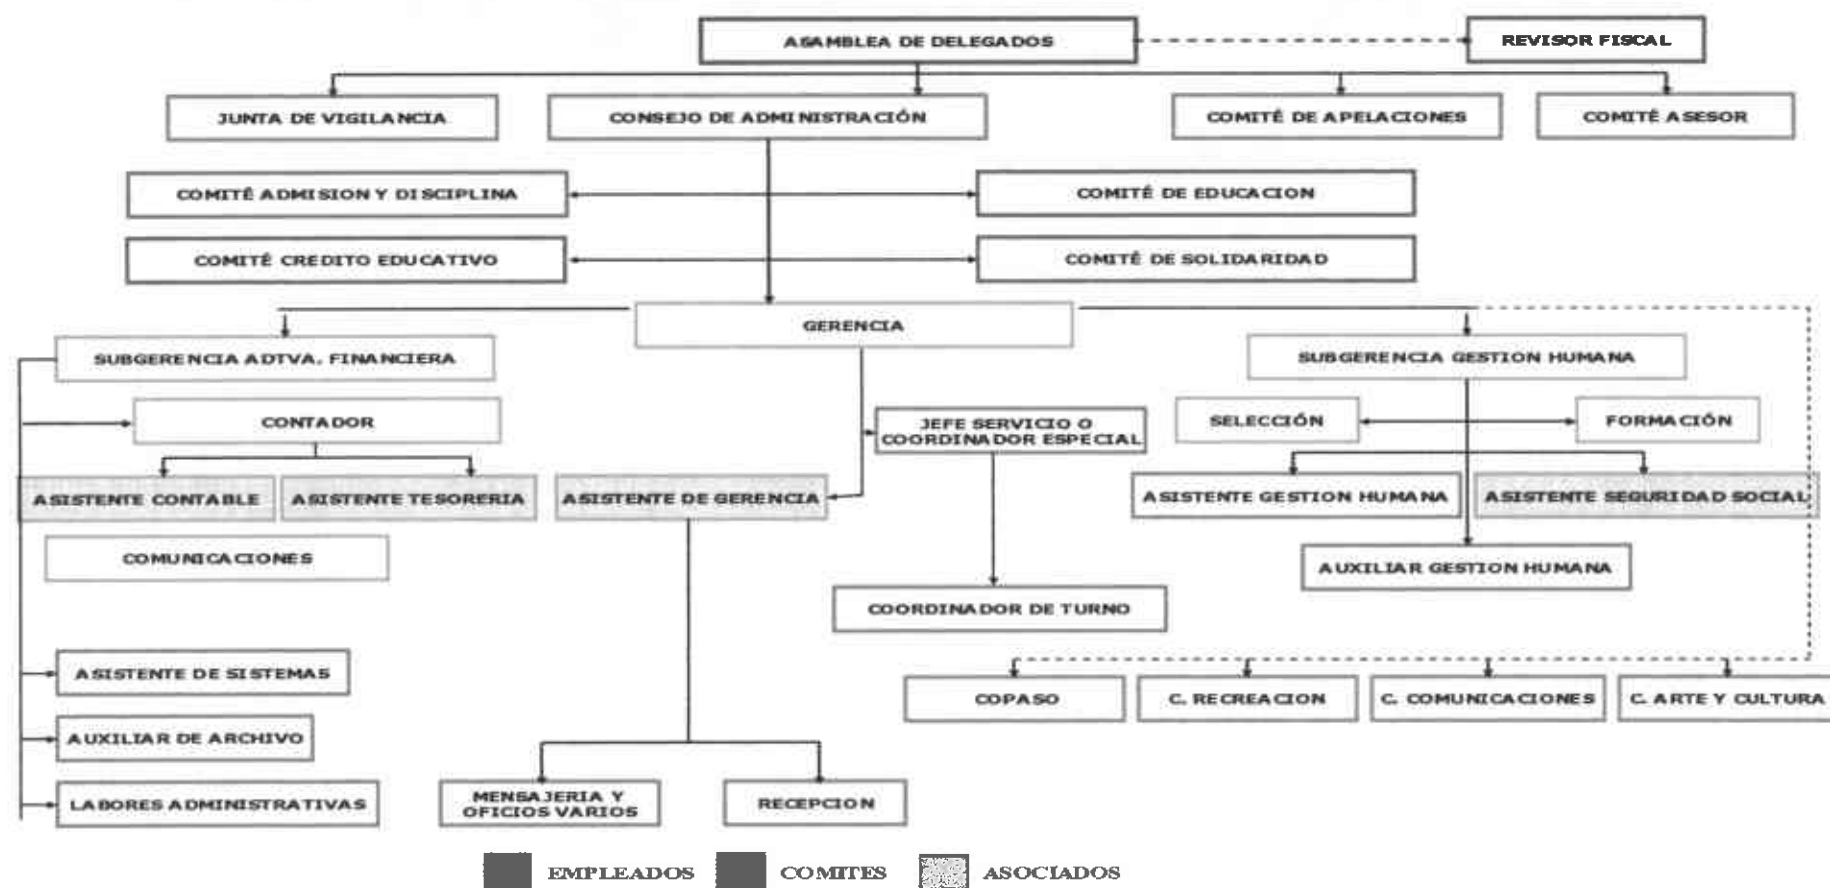 ASAMBLEA DE DELEGADOS
REVISOR FISCAL
JUNTA DE VIGILANCIA
CONSEJO DE ADMINISTRACIÓN
COMITÉ DE APELACIONES
COMITÉ ASESOR
COMITÉ ADMISION Y DISCIPLINA
COMITÉ DE EDUCACION
COMITÉ CREDITO EDUCATIVO
COMITÉ DE SOLIDARIDAD
GERENCIA
SUBGERENCIA ADTVA. FINANCIERA
SUBGERENCIA GESTION HUMANA
CONTADOR
JEFE SERVICIO O
COORDINADOR ESPECIAL
SELECCIÓN
FORMACIÓN
ASISTENTE CONTABLE
ASISTENTE TESORERIA
ASISTENTE DE GERENCIA
ASISTENTE GESTION HUMANA
ASISTENTE SEGURIDAD SOCIAL
COMUNICACIONES
AUXILIAR GESTION HUMANA
COORDINADOR DE TURNO
ASISTENTE DE SISTEMAS
COPASO
C. RECREACION
C. COMUNICACIONES
C. ARTE Y CULTURA
AUXILIAR DE ARCHIVO
LABORES ADMINISTRATIVAS
MENSAJERIA Y
OFICIOS VARIOS
RECEPCION
EMPLEADOS
COMITES
ASOCIADOS